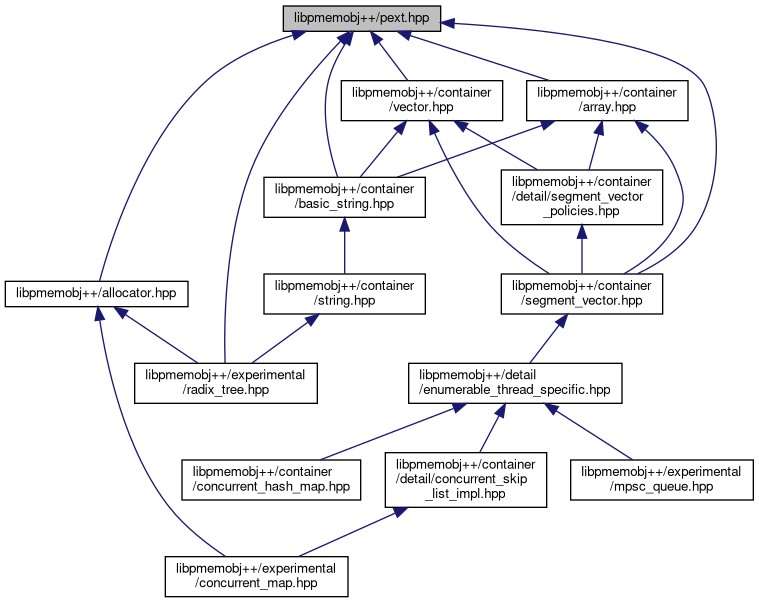 libpmemobj++/pext.hpp
libpmemobj++/container
/vector.hpp
libpmemobj++/container
/array.hpp
libpmemobj++/container
/basic_string.hpp
libpmemobj++/container
/detail/segment_vector
_policies.hpp
libpmemobj++/allocator.hpp
libpmemobj++/container
/string.hpp
libpmemobj++/container
/segment_vector.hpp
libpmemobj++/experimental
/radix_tree.hpp
libpmemobj++/detail
/enumerable_thread_specific.hpp
libpmemobj++/container
/concurrent_hash_map.hpp
libpmemobj++/container
/detail/concurrent_skip
_list_impl.hpp
libpmemobj++/experimental
/mpsc_queue.hpp
libpmemobj++/experimental
/concurrent_map.hpp